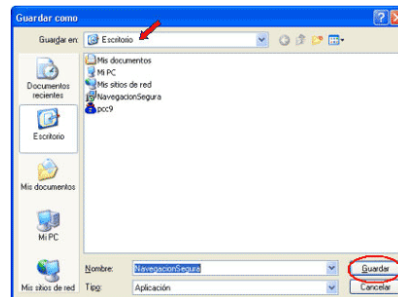 Guardar como
Guardar en:
Escritorio
Documentos
recientes
Escritorio
Mis documentos
Mi PC
Mis sitios de red
Mis documentos
Mi PC
Mis sitios de red
NavegacionSegura
pcc9
Nombre:
NavegacionSegura
Guardar
Tipo:
Aplicación
Cancelar